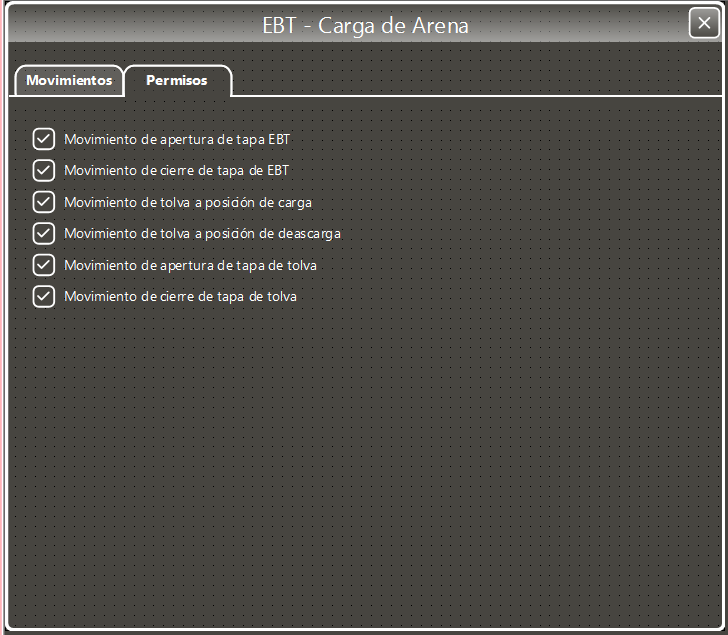 EBT - Carga de Arena
Movimientos
Permisos
Movimiento de apertura de tapa EBT
Movimiento de cierre de tapa de EBT
Movimiento de tolva a posición de carga
Movimiento de tolva a posición de deascarga
Movimiento de apertura de tapa de tolva
Movimiento de cierre de tapa de tolva